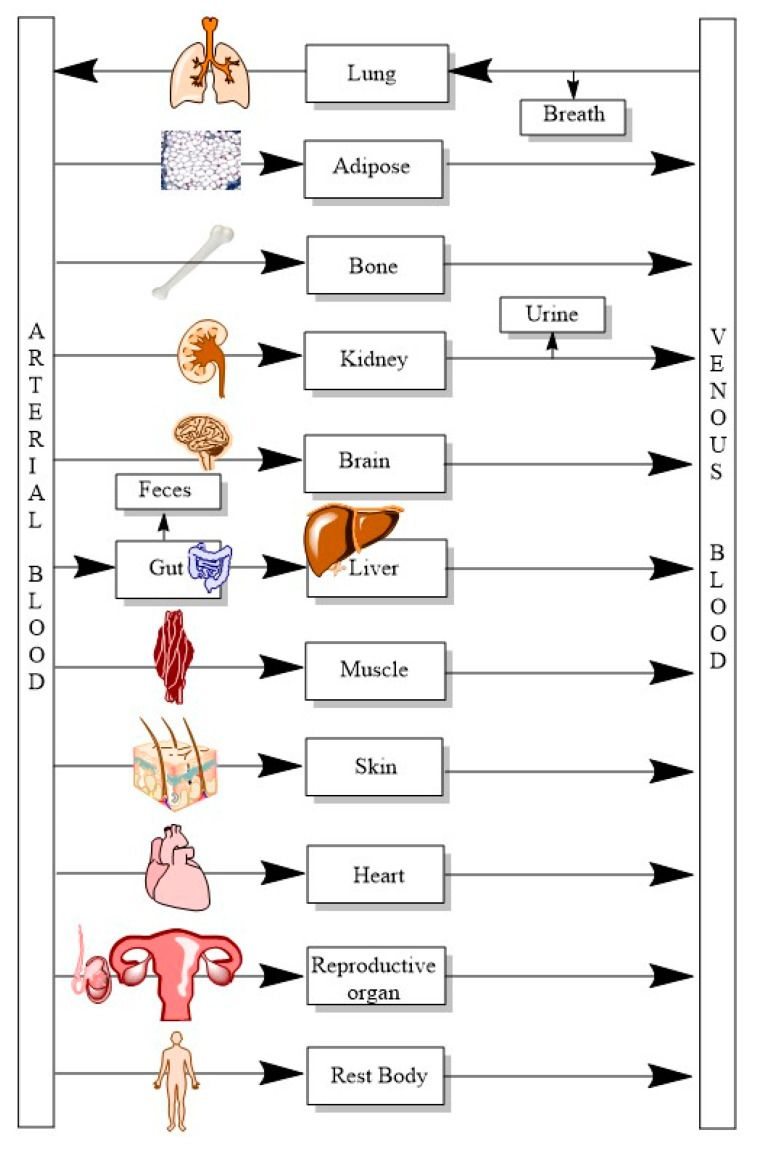 Lung
Breath
Adipose
Bone
Urine
Kidney
Brain
Feces
Gut
Liver
Muscle
Skin
Heart
Reproductive
organ
Rest Body
ARTERIAL BLOOD
VENOUS BLOOD